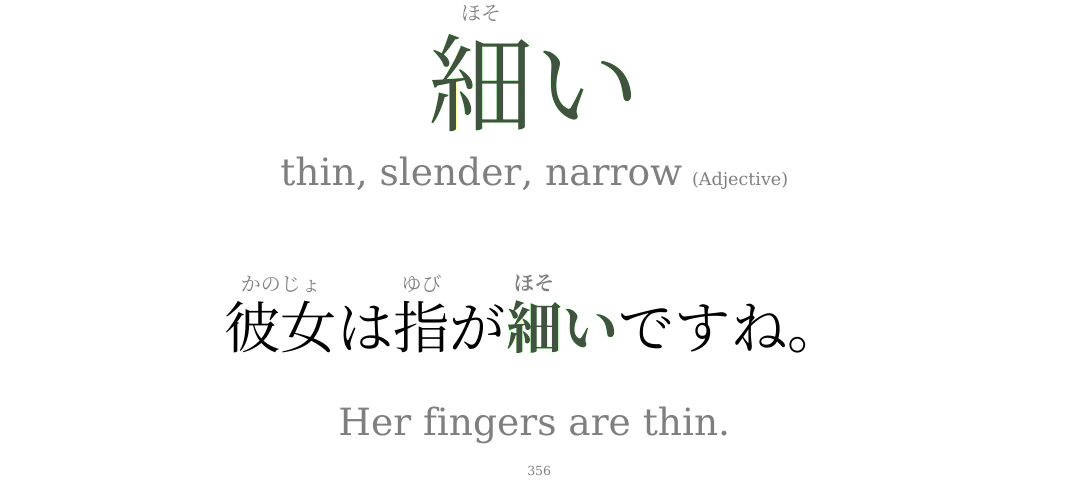 ほそ
細い
thin, slender, narrow (Adjective)
かのじょ ゆび ほそ
彼女は指が細いですね。
Her fingers are thin.
356